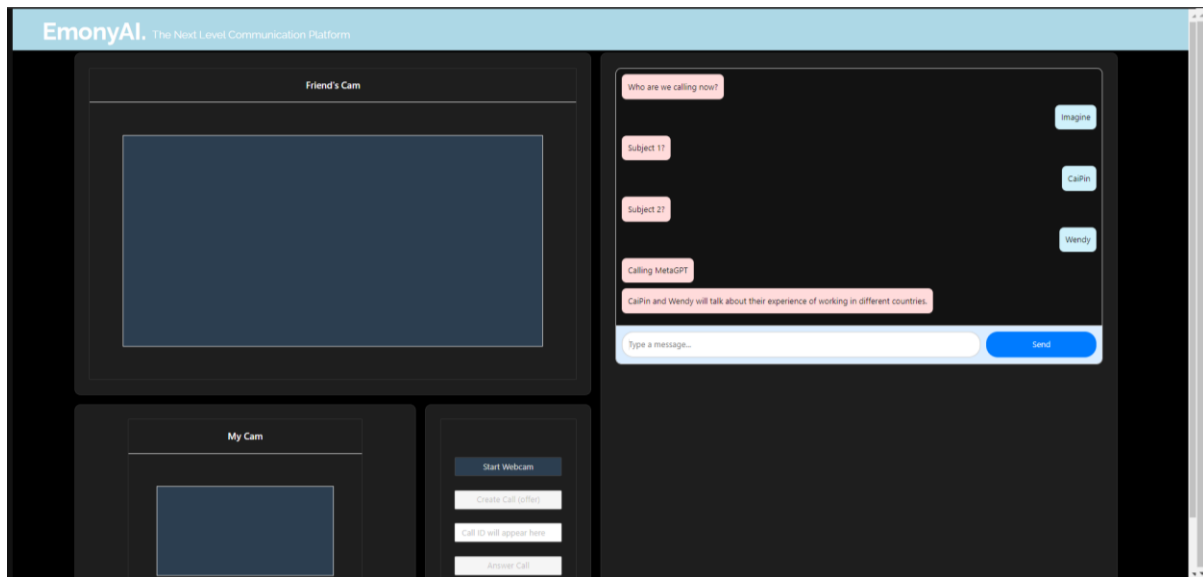 EmonyAI. The Next Level Communication Platform
Friend's Cam
Who are we calling now?
Imagine
Subject 1?
CaiPin
Subject 2?
Wendy
Calling MetaGPT
CaiPin and Wendy will talk about their experience of working in different countries.
Type a message...
Send
My Cam
Start Webcam
Create Call (offer)
Call ID will appear here
Answer Call